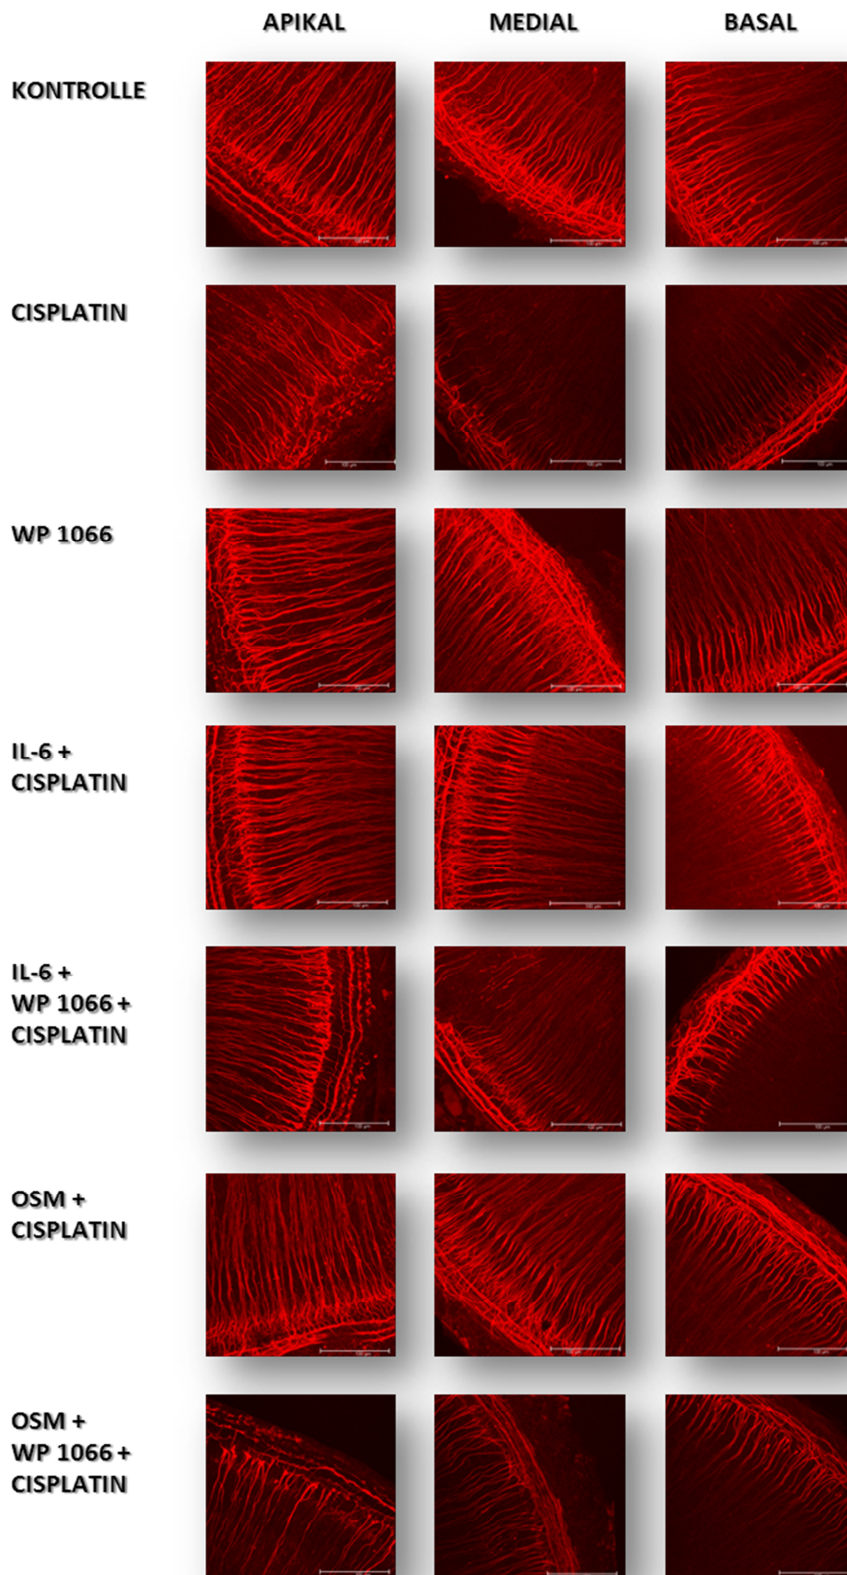 APIKAL MEDIAL BASAL
KONTROLLE
CISPLATIN
WP 1066
IL-6 +
CISPLATIN
IL-6 +
WP 1066 +
CISPLATIN
OSM +
CISPLATIN
OSM +
WP 1066 +
CISPLATIN